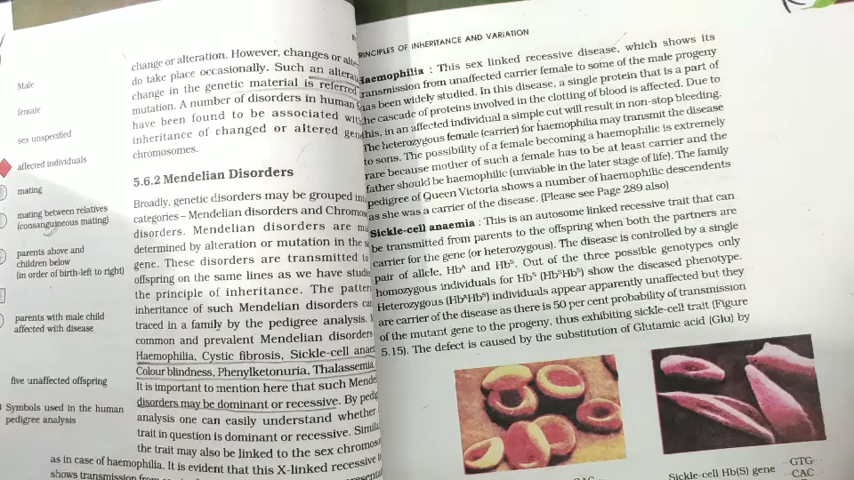 Male
female
sex unspecified
affected individuals
mating
mating between relatives
(consanguineous mating)
parents above and
children below
(in order of birth-left to right)
parents with male child
affected with disease
five unaffected offspring
Symbols used in the human
pedigree analysis
change or alteration. However, changes or
do take place occasionally. Such an
change in the genetic material is referred
mutation. A number of disorders in human
have been found to be associated
inheritance of changed or altered
chromosomes.
5.6.2 Mendelian Disorders
Broadly, genetic disorders may be grouped
categories – Mendelian disorders and
disorders. Mendelian disorders are
determined by alteration or mutation in the
gene. These disorders are transmitted
offspring on the same lines as we have
the principle of inheritance. The
inheritance of such Mendelian disorders
traced in a family by the pedigree analysis.
common and prevalent Mendelian disorders
Haemophilia, Cystic fibrosis, Sickle-cell
Colour blindness, Phenylketonuria, Thalassemia,
It is important to mention here that such
disorders may be dominant or recessive. By
analysis one can easily understand whether
trait in question is dominant or recessive.
the trait may also be linked to the sex
as in case of haemophilia. It is evident that this X-linked recessive
shows transmission
PRINCIPLES OF INHERITANCE AND VARIATION
Haemophilia : This sex linked recessive disease, which shows its
transmission from unaffected carrier female to some of the male progeny
has been widely studied. In this disease, a single protein that is a part of
the cascade of proteins involved in the clotting of blood is affected. Due to
this, in an affected individual a simple cut will result in non-stop bleeding.
The heterozygous female (carrier) for haemophilia may transmit the disease
to sons. The possibility of a female becoming a haemophilic is extremely
rare because mother of such a female has to be at least carrier and the
father should be haemophilic (unviable in the later stage of life). The family
pedigree of Queen Victoria shows a number of haemophilic descendents
as she was a carrier of the disease. (Please see Page 289 also)
Sickle-cell anaemia : This is an autosome linked recessive trait that can
be transmitted from parents to the offspring when both the partners are
carrier for the gene (or heterozygous). The disease is controlled by a single
pair of allele, Hbᴬ and Hbˢ. Out of the three possible genotypes only
homozygous individuals for Hbˢ (HbˢHbˢ) show the diseased phenotype.
Heterozygous (HbᴬHbˢ) individuals appear apparently unaffected but they
are carrier of the disease as there is 50 per cent probability of transmission
of the mutant gene to the progeny, thus exhibiting sickle-cell trait (Figure
5.15). The defect is caused by the substitution of Glutamic acid (Glu) by
Sickle-cell Hb(S) gene
GTG
CAC